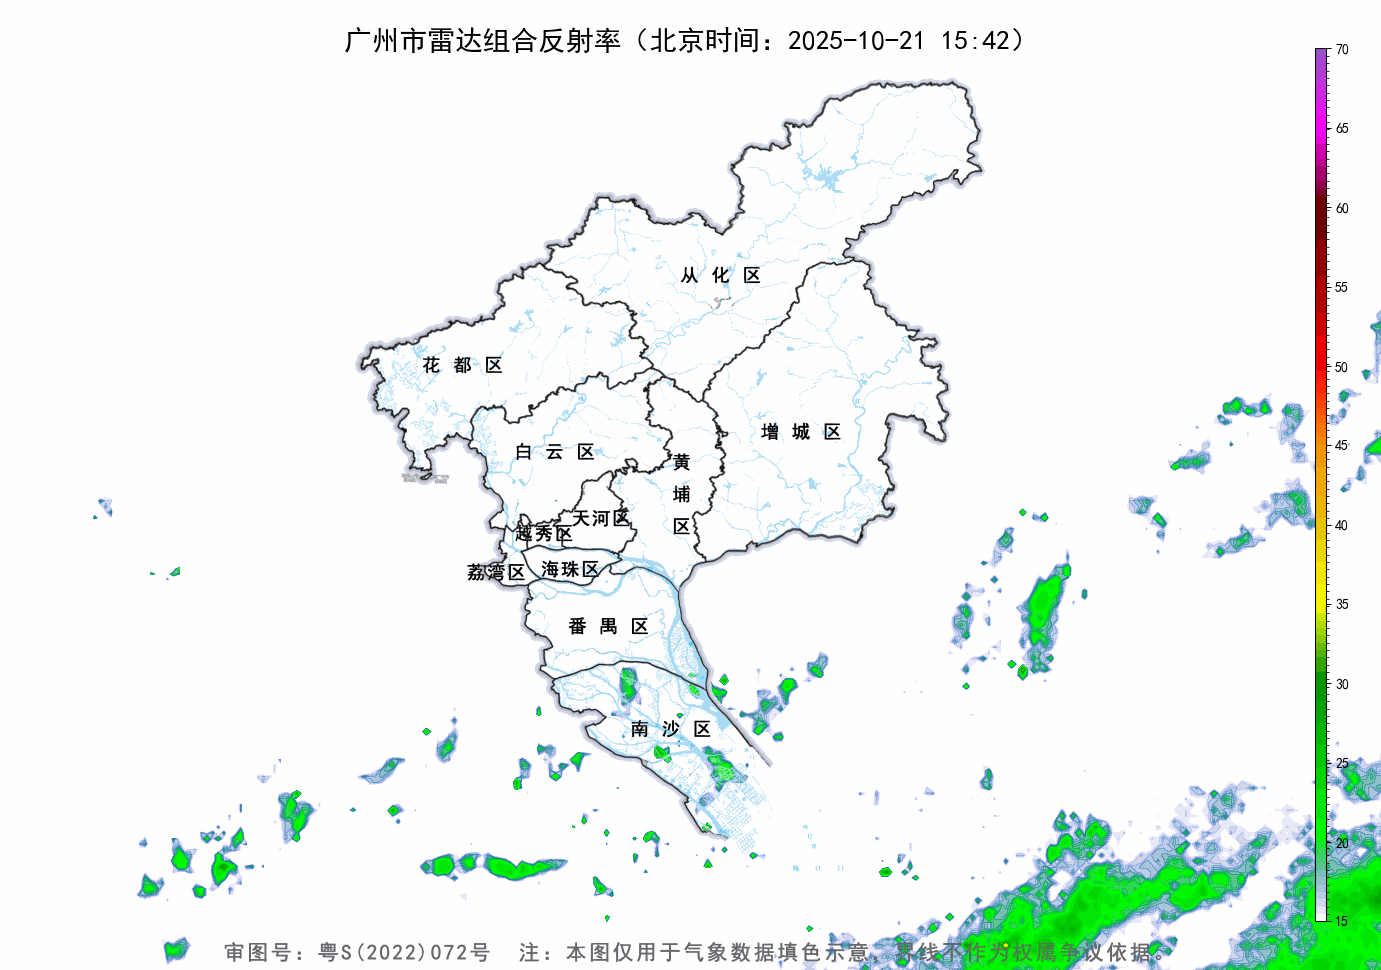 广州市雷达组合反射率（北京时间：2025-10-21 15:42）
70
65
60
55
50
45
40
35
30
25
20
15
从化区
花都区
增城区
白云区
黄埔区
天河区
越秀区
荔湾区
海珠区
番禺区
南沙区
审图号：粤S(2022)072号 注：本图仅用于气象数据填色示意，界线不作为权属争议依据。